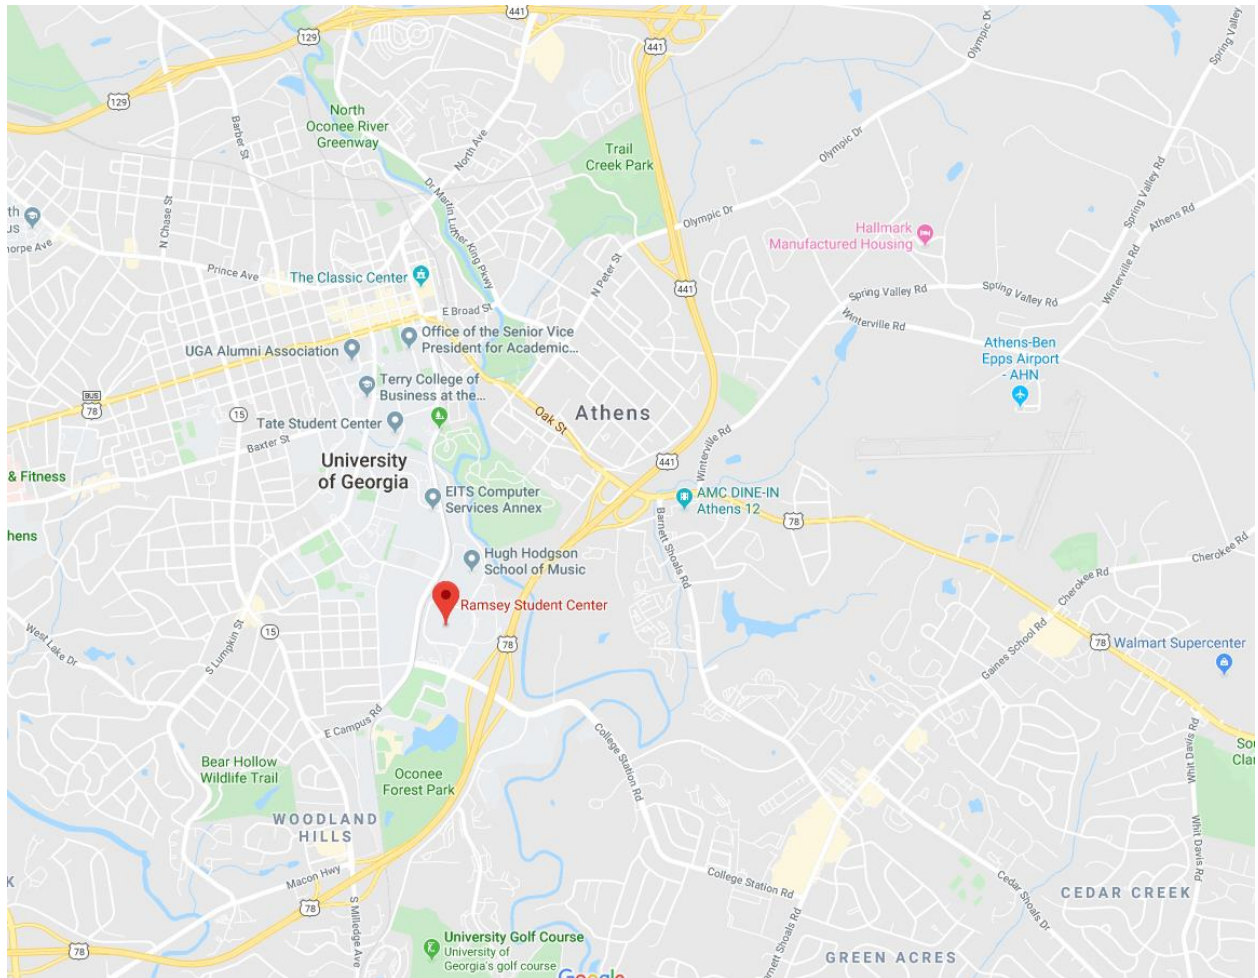 441
129
441
129
North
Oconee River
Greenway
Barber St
North Ave
Trail
Creek Park
Olympic Dr
Olympic Dr
Spring Valley
Spring Valley Rd
Athens Rd
N Chase St
Dr Martin Luther King Pkwy
Olympic Dr
Hallmark
Manufactured Housing
Prince Ave
The Classic Center
N Peter St
441
Spring Valley Rd
Spring Valley Rd
Winterville Rd
Winterville Rd
E Broad St
Office of the Senior Vice
President for Academic...
UGA Alumni Association
Athens-Ben
Epps Airport
- AHN
Terry College of
Business at the...
BUS
78
15
Tate Student Center
Baxter St
Oak St
Athens
Winterville Rd
University
of Georgia
441
& Fitness
EITS Computer
Services Annex
AMC DINE-IN
Athens 12
78
Barnett Shoals Rd
hens
Hugh Hodgson
School of Music
Cherokee Rd
Cherokee Rd
Ramsey Student Center
West Lake Dr
S Lumpkin St
15
78
Gaines School Rd
78
Walmart Supercenter
E Campus Rd
College Station Rd
Whit Davis Rd
Sou
Clar
Bear Hollow
Wildlife Trail
Oconee
Forest Park
WOODLAND
HILLS
Whit Davis Rd
Macon Hwy
College Station Rd
Cedar Shoals Dr
CEDAR CREEK
K
78
S Milledge Ave
78
University Golf Course
University of
Georgia's golf course
nett Shoals Rd
GREEN ACRES
Google